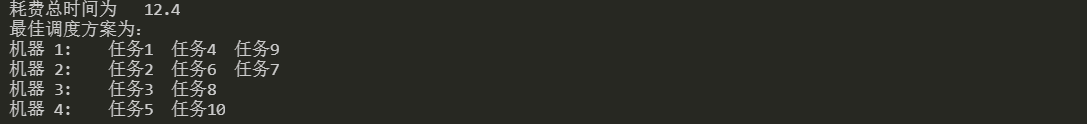 耗费总时间为  12.4
最佳调度方案为:
机器 1:   任务1  任务4  任务9
机器 2:   任务2  任务6  任务7
机器 3:   任务3  任务8
机器 4:   任务5  任务10